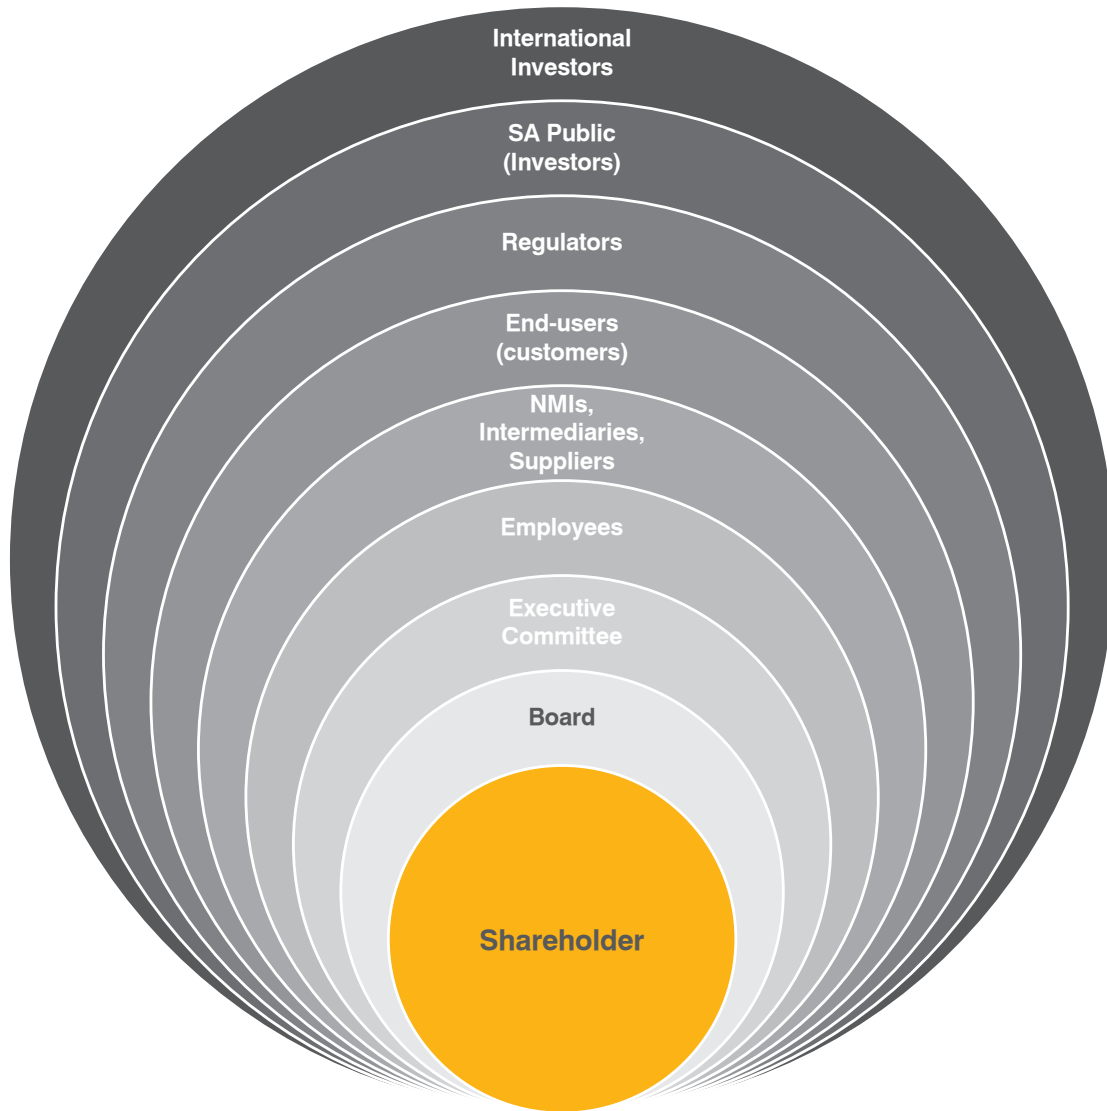 International
Investors
SA Public
(Investors)
Regulators
End-users
(customers)
NMIs,
Intermediaries,
Suppliers
Employees
Executive
Committee
Board
Shareholder